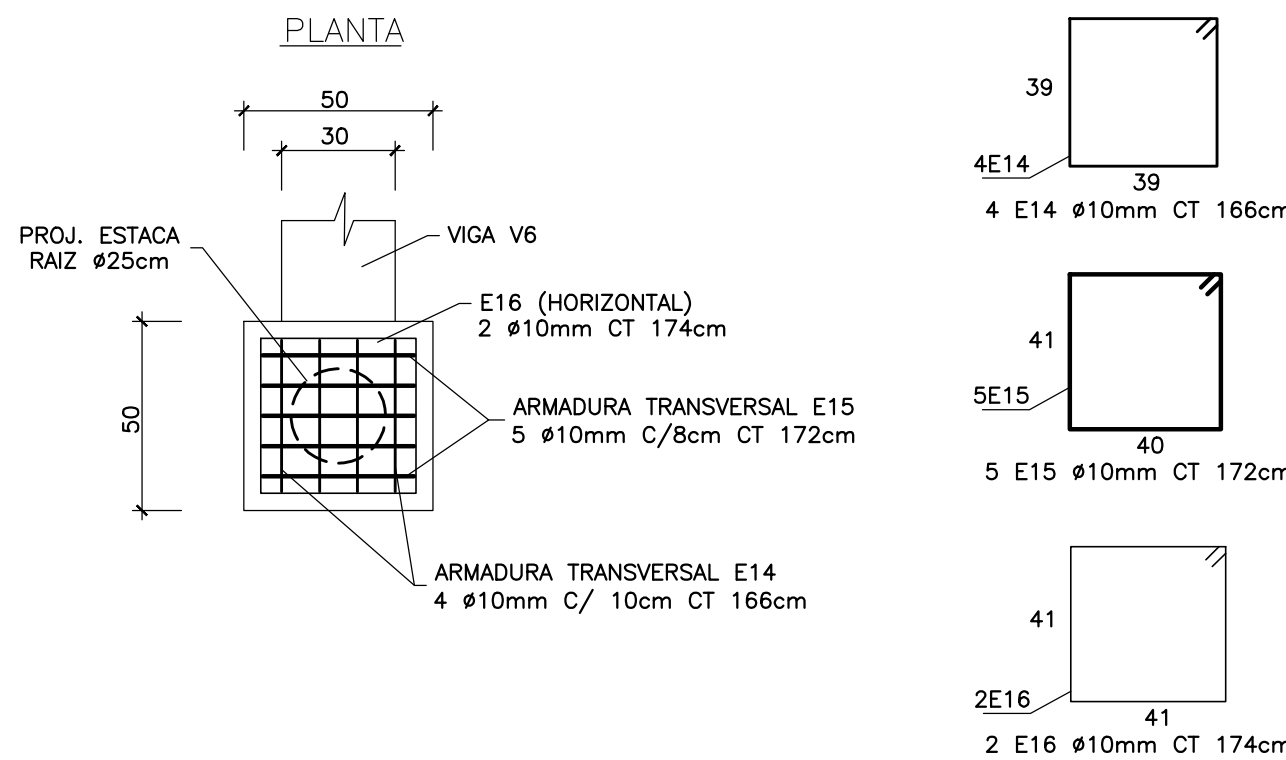 PLANTA
50
30
PROJ. ESTACA
RAIZ ø25cm
VIGA V6
E16 (HORIZONTAL)
2 ø10mm CT 174cm
50
ARMADURA TRANSVERSAL E15
5 ø10mm C/8cm CT 172cm
ARMADURA TRANSVERSAL E14
4 ø10mm C/ 10cm CT 166cm
39
4E14
39
4 E14 ø10mm CT 166cm
41
5E15
40
5 E15 ø10mm CT 172cm
41
2E16
41
2 E16 ø10mm CT 174cm